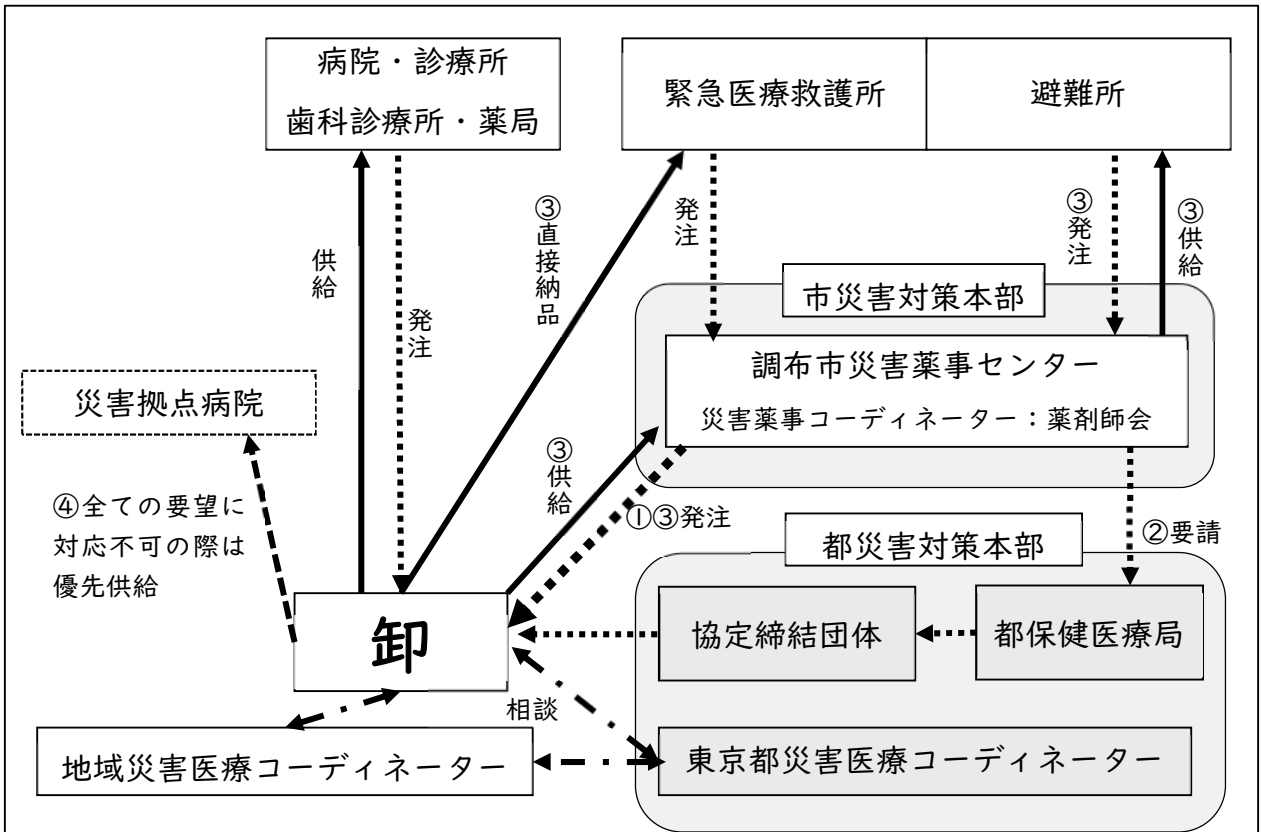 病院・診療所
歯科診療所・薬局
緊急医療救護所
避難所
③直接納品
発注
③発注
③供給
供給
発注
市災害対策本部
調布市災害薬事センター
災害薬事コーディネーター：薬剤師会
災害拠点病院
③供給
①③発注
④全ての要望に
対応不可の際は
優先供給
都災害対策本部
②要請
卸
協定締結団体
都保健医療局
相談
地域災害医療コーディネーター
東京都災害医療コーディネーター